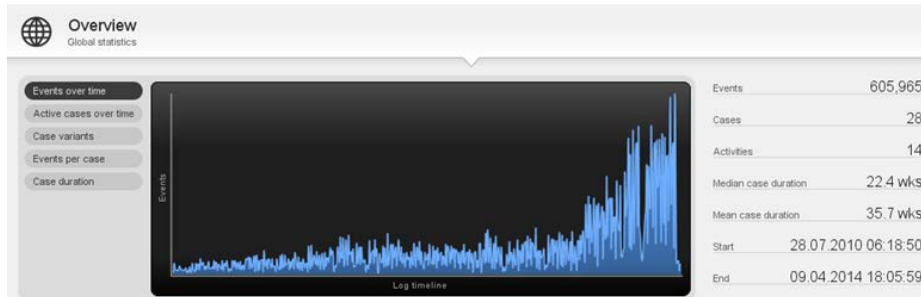 Overview
Global statistics
Events over time
Active cases over time
Case variants
Events per case
Case duration
Events
Log timeline
Events 605,965
Cases 28
Activities 14
Median case duration 22.4 wks
Mean case duration 35.7 wks
Start 28.07.2010 06:18:50
End 09.04.2014 18:05:59